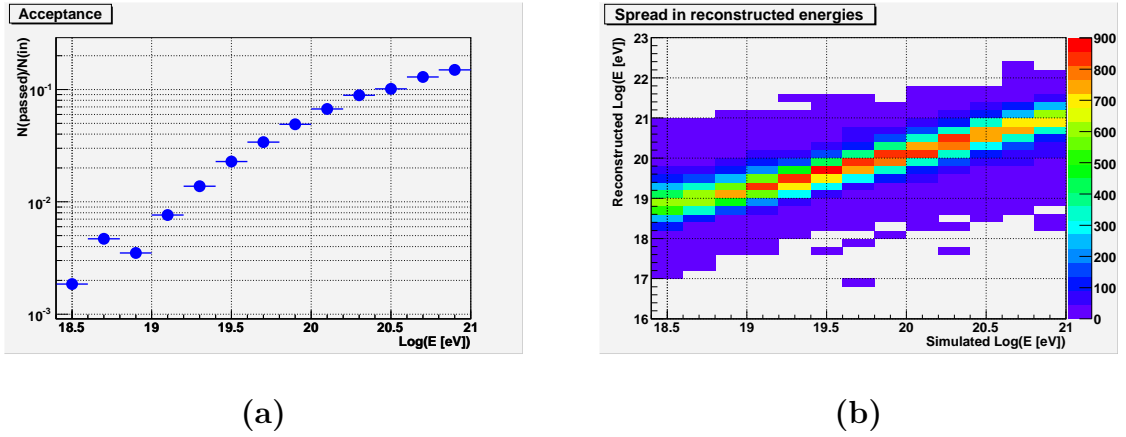 Acceptance
N(passed)/N(in)
10⁻¹
10⁻²
10⁻³
18.5 19 19.5 20 20.5 21
Log(E [eV])
(a)
Spread in reconstructed energies
Reconstructed Log(E [eV])
23
22
21
20
19
18
17
16
18.5 19 19.5 20 20.5 21
Simulated Log(E [eV])
900
800
700
600
500
400
300
200
100
0
(b)